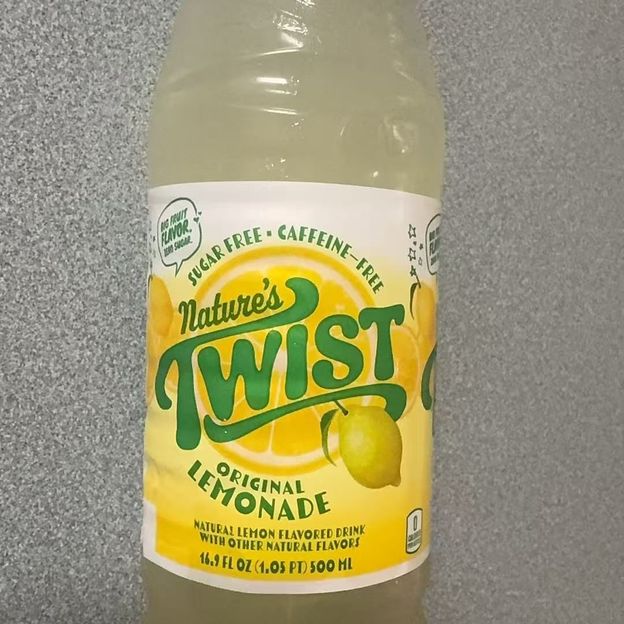 BIG FRUIT
FLAVOR.
ZERO SUGAR.
SUGAR FREE • CAFFEINE-FREE
Nature's
TWIST
ORIGINAL
LEMONADE
NATURAL LEMON FLAVORED DRINK
WITH OTHER NATURAL FLAVORS
16.9 FL OZ (1.05 PT) 500 ML
0
CALORIES